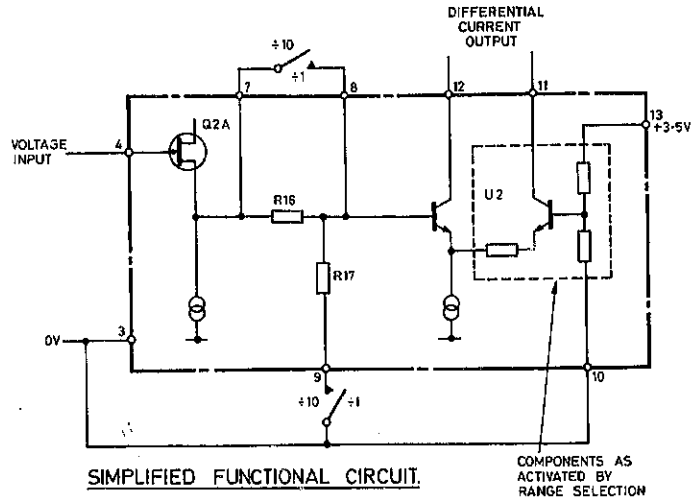 DIFFERENTIAL
CURRENT
OUTPUT
÷10
÷1
7
8
12
11
13
+3·5V
Q2A
VOLTAGE
INPUT
4
U2
R16
R17
0V
3
9
10
÷10
÷1
SIMPLIFIED FUNCTIONAL CIRCUIT.
COMPONENTS AS
ACTIVATED BY
RANGE SELECTION